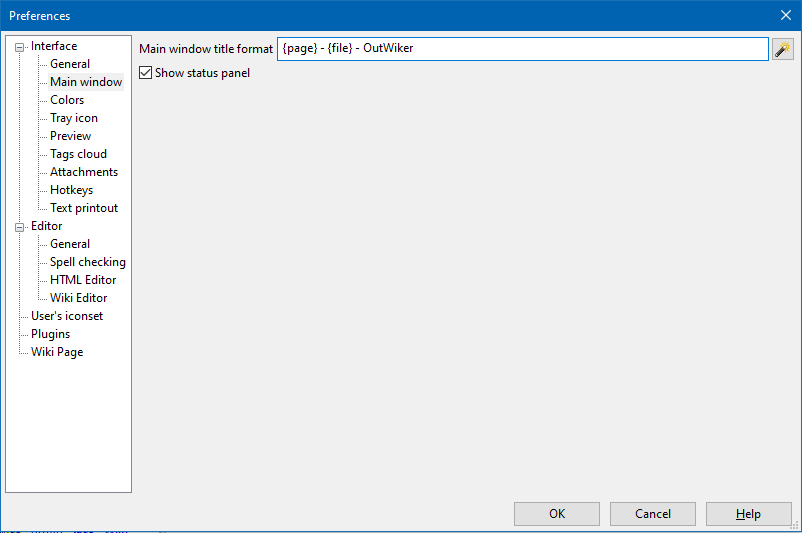 Preferences
Interface
General
Main window
Colors
Tray icon
Preview
Tags cloud
Attachments
Hotkeys
Text printout
Editor
General
Spell checking
HTML Editor
Wiki Editor
User's iconset
Plugins
Wiki Page
Main window title format {page} - {file} - OutWiker
Show status panel
OK Cancel Help